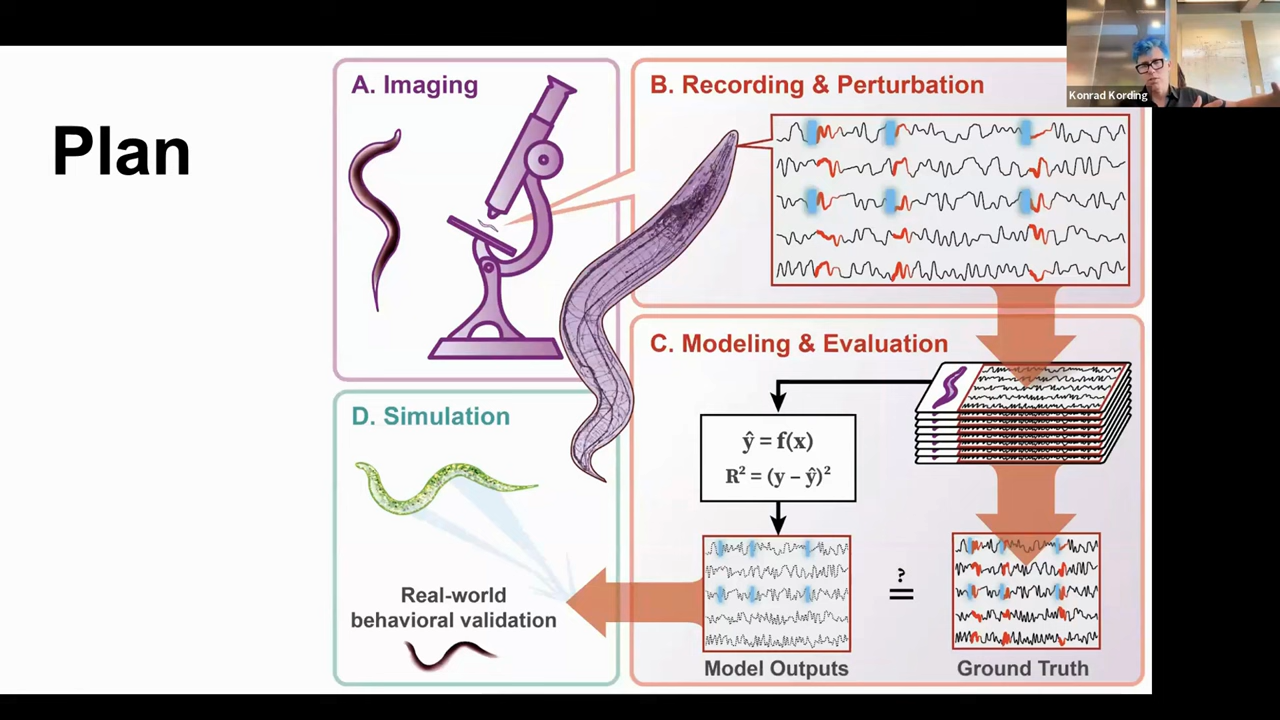 Plan
A. Imaging
B. Recording & Perturbation
Konrad Kording
C. Modeling & Evaluation
ŷ = f(x)
R² = (y – ŷ)²
?
=
Model Outputs
Ground Truth
D. Simulation
Real-world
behavioral validation